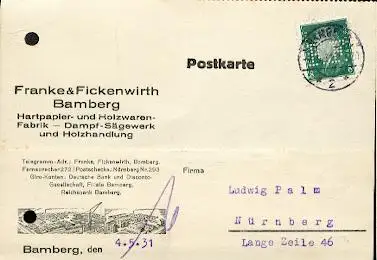 Postkarte
Franke & Fickenwirth
Bamberg
Hartpapier- und Holzwaren-
Fabrik – Dampf-Sägewerk
und Holzhandlung
Telegramm-Adr.: Franke, Fickenwirth, Bamberg.
Fernsprecher 272 | Postscheckk. Nürnberg Nr. 293
Giro-Konten: Deutsche Bank und Disconto-
Gesellschaft, Filiale Bamberg,
Reichsbank Bamberg.
Firma
Ludwig Palm
Nürnberg
Lange Zeile 46
Bamberg, den 4.5.31